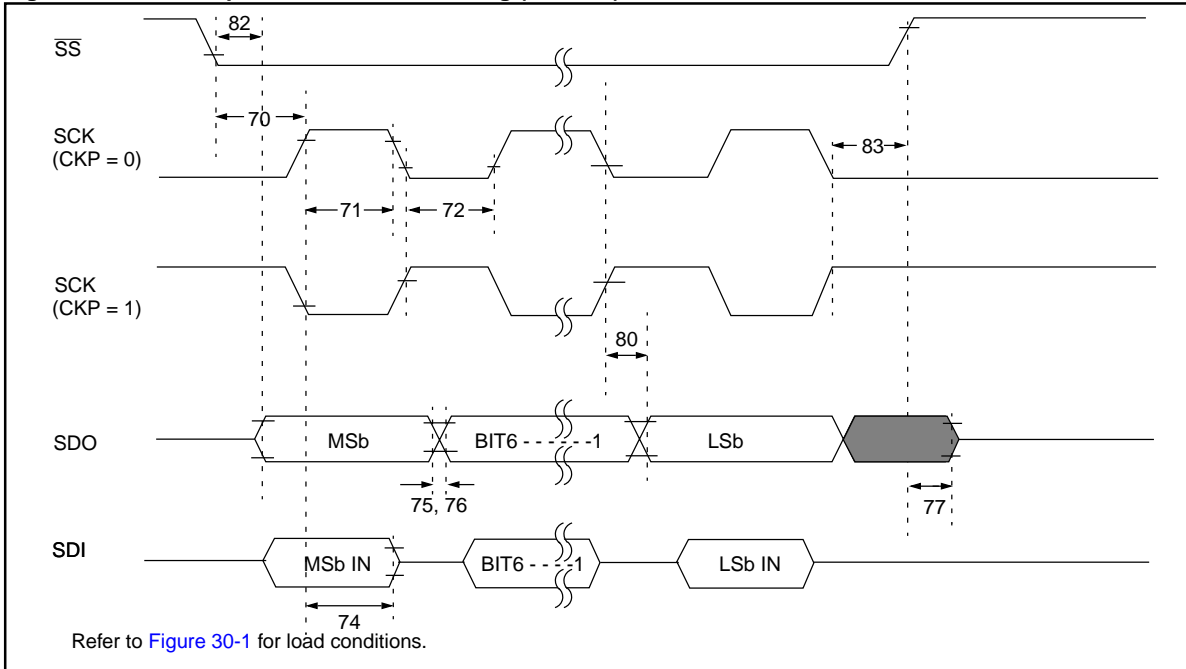 SS
82
70
SCK
(CKP = 0)
83
71
72
SCK
(CKP = 1)
80
SDO
MSb
BIT6 - - - - - -1
LSb
75, 76
77
SDI
MSb IN
BIT6 - - - -1
LSb IN
74
Refer to Figure 30-1 for load conditions.